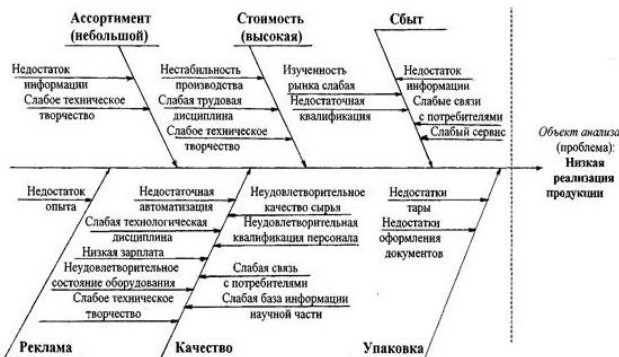 Ассортимент
(небольшой)
Стоимость
(высокая)
Сбыт
Недостаток
информации
Слабое техническое
творчество
Нестабильность
производства
Слабая трудовая
дисциплина
Слабое техническое
творчество
Изученность
рынка слабая
Недостаточная
квалификация
Недостаток
информации
Слабые связи
с потребителями
Слабый сервис
Объект анализа
(проблема):
Низкая
реализация
продукции
Недостаток
опыта
Недостаточная
автоматизация
Слабая технологическая
дисциплина
Низкая зарплата
Неудовлетворительное
состояние оборудования
Слабое техническое
творчество
Неудовлетворительное
качество сырья
Неудовлетворительная
квалификация персонала
Слабая связь
с потребителями
Слабая база информации
научной части
Недостатки
тары
Недостатки
оформления
документов
Реклама
Качество
Упаковка